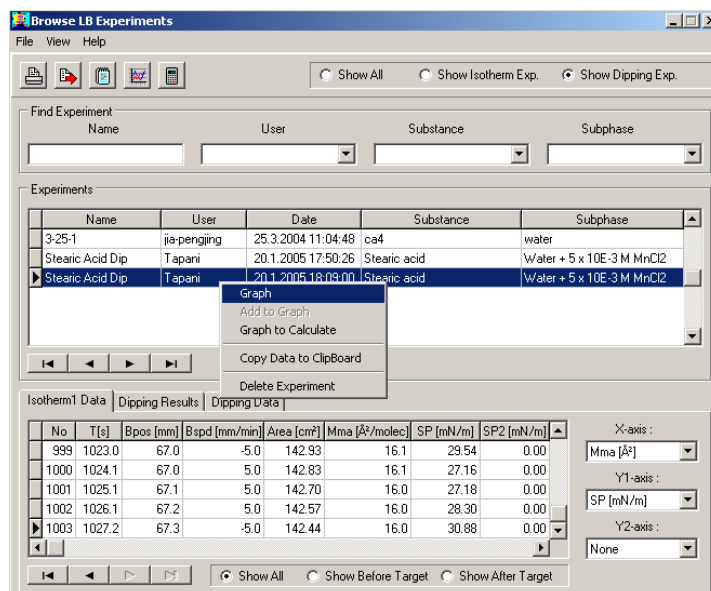 Browse LB Experiments
File View Help
Show All Show Isotherm Exp. Show Dipping Exp.
Find Experiment
Name User Substance Subphase
Experiments
Name User Date Substance Subphase
3-25-1 jia-pengjing 25.3.2004 11:04:48 ca4 water
Stearic Acid Dip Tapani 20.1.2005 17:50:26 Stearic acid Water + 5 x 10E-3 M MnCl2
Stearic Acid Dip Tapani 20.1.2005 18:09:00 Stearic acid Water + 5 x 10E-3 M MnCl2
Graph
Add to Graph
Graph to Calculate
Copy Data to ClipBoard
Delete Experiment
Isotherm1 Data Dipping Results Dipping Data
No T[s] Bpos [mm] Bspd [mm/min] Area [cm²] Mma [Å²/molec] SP [mN/m] SP2 [mN/m]
999 1023.0 67.0 -5.0 142.93 16.1 29.54 0.00
1000 1024.1 67.0 5.0 142.83 16.1 27.16 0.00
1001 1025.1 67.1 5.0 142.70 16.0 27.18 0.00
1002 1026.1 67.2 5.0 142.57 16.0 28.30 0.00
1003 1027.2 67.3 -5.0 142.44 16.0 30.88 0.00
X-axis :
Mma [Å²]
Y1-axis :
SP [mN/m]
Y2-axis :
None
Show All Show Before Target Show After Target